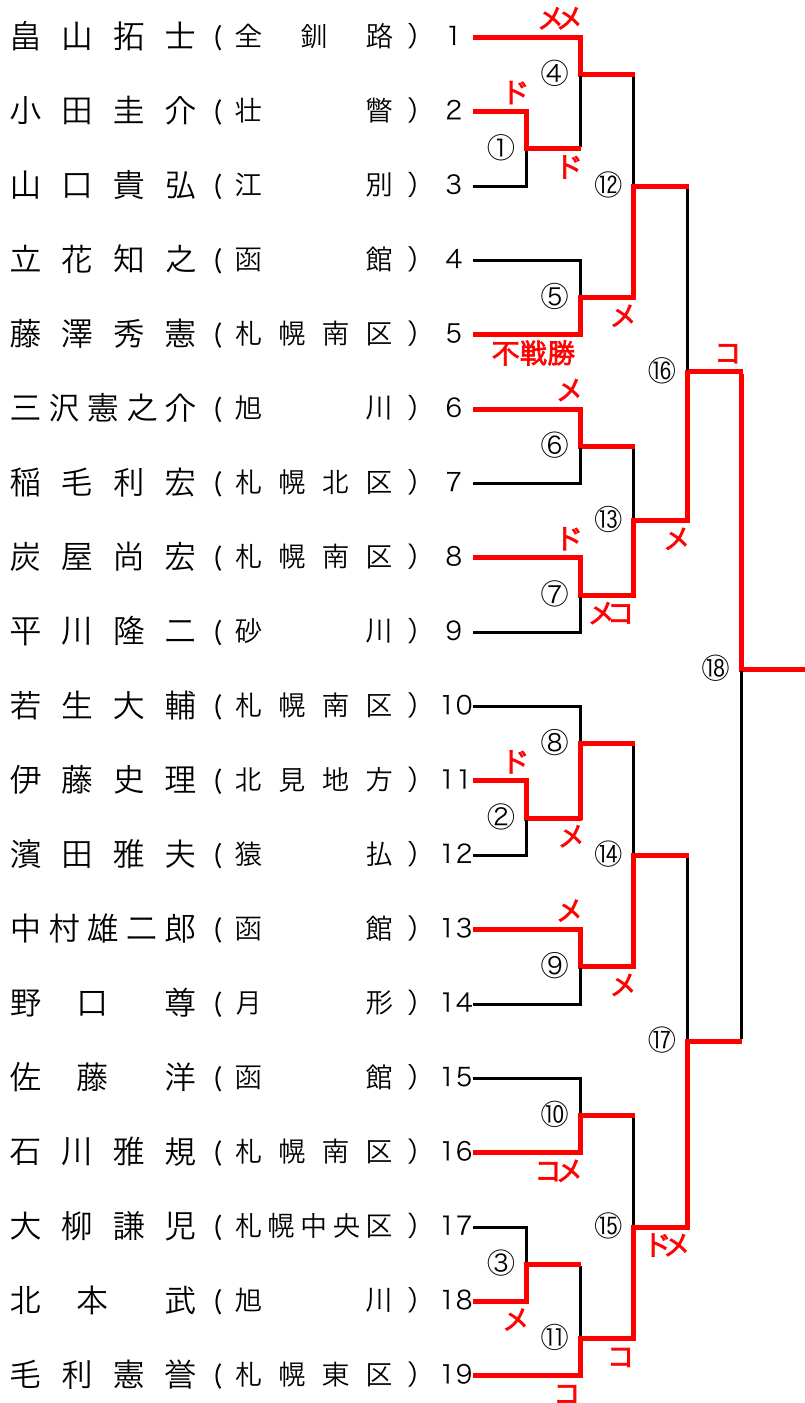 畠山拓士(全釧路) 1 メメ
④
小田圭介(壮瞥) 2 ド
①
ド
山口貴弘(江別) 3
⑫
立花知之(函館) 4
⑤
メ
藤澤秀憲(札幌南区) 5
不戦勝
⑯
コ
三沢憲之介(旭川) 6 メ
⑥
稲毛利宏(札幌北区) 7
⑬
メ
炭屋尚宏(札幌南区) 8 ド
⑦
メコ
平川隆二(砂川) 9
⑱
若生大輔(札幌南区) 10
⑧
伊藤史理(北見地方) 11 ド
②
メ
濱田雅夫(猿払) 12
⑭
中村雄二郎(函館) 13 メ
⑨
メ
野口尊(月形) 14
⑰
佐藤洋(函館) 15
⑩
石川雅規(札幌南区) 16
コメ
大柳謙児(札幌中央区) 17
⑮
ドメ
③
北本武(旭川) 18
メ
⑪
コ
毛利憲誉(札幌東区) 19
コ